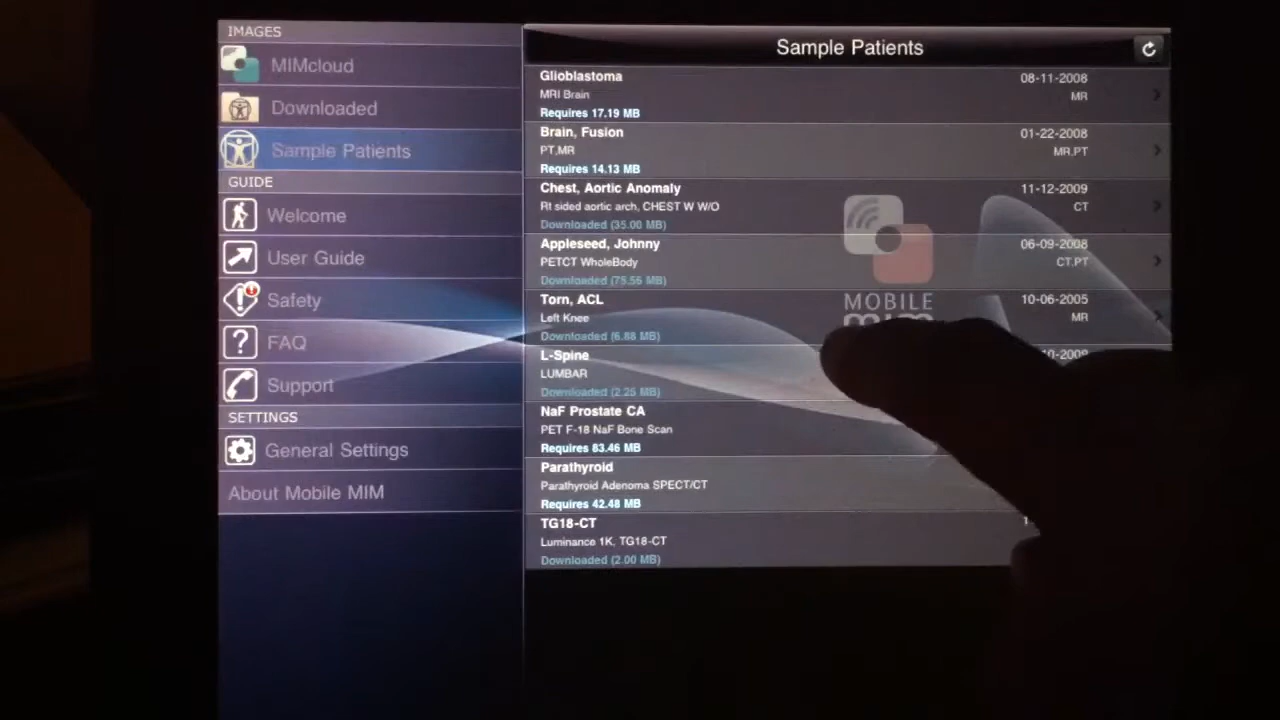 IMAGES
MIMcloud
Downloaded
Sample Patients
GUIDE
Welcome
User Guide
Safety
FAQ
Support
SETTINGS
General Settings
About Mobile MIM
Sample Patients
Glioblastoma
08-11-2008
MRI Brain
MR
Requires 17.19 MB
Brain, Fusion
01-22-2008
PT,MR
MR,PT
Requires 14.13 MB
Chest, Aortic Anomaly
11-12-2009
Rt sided aortic arch, CHEST W W/O
CT
Downloaded (35.00 MB)
Appleseed, Johnny
06-09-2008
PETCT WholeBody
CT,PT
Downloaded (75.56 MB)
Torn, ACL
10-06-2005
Left Knee
MR
Downloaded (6.88 MB)
MOBILE
L-Spine
LUMBAR
Downloaded (2.25 MB)
NaF Prostate CA
PET F-18 NaF Bone Scan
Requires 83.46 MB
Parathyroid
Parathyroid Adenoma SPECT/CT
Requires 42.48 MB
TG18-CT
Luminance 1K, TG18-CT
Downloaded (2.00 MB)